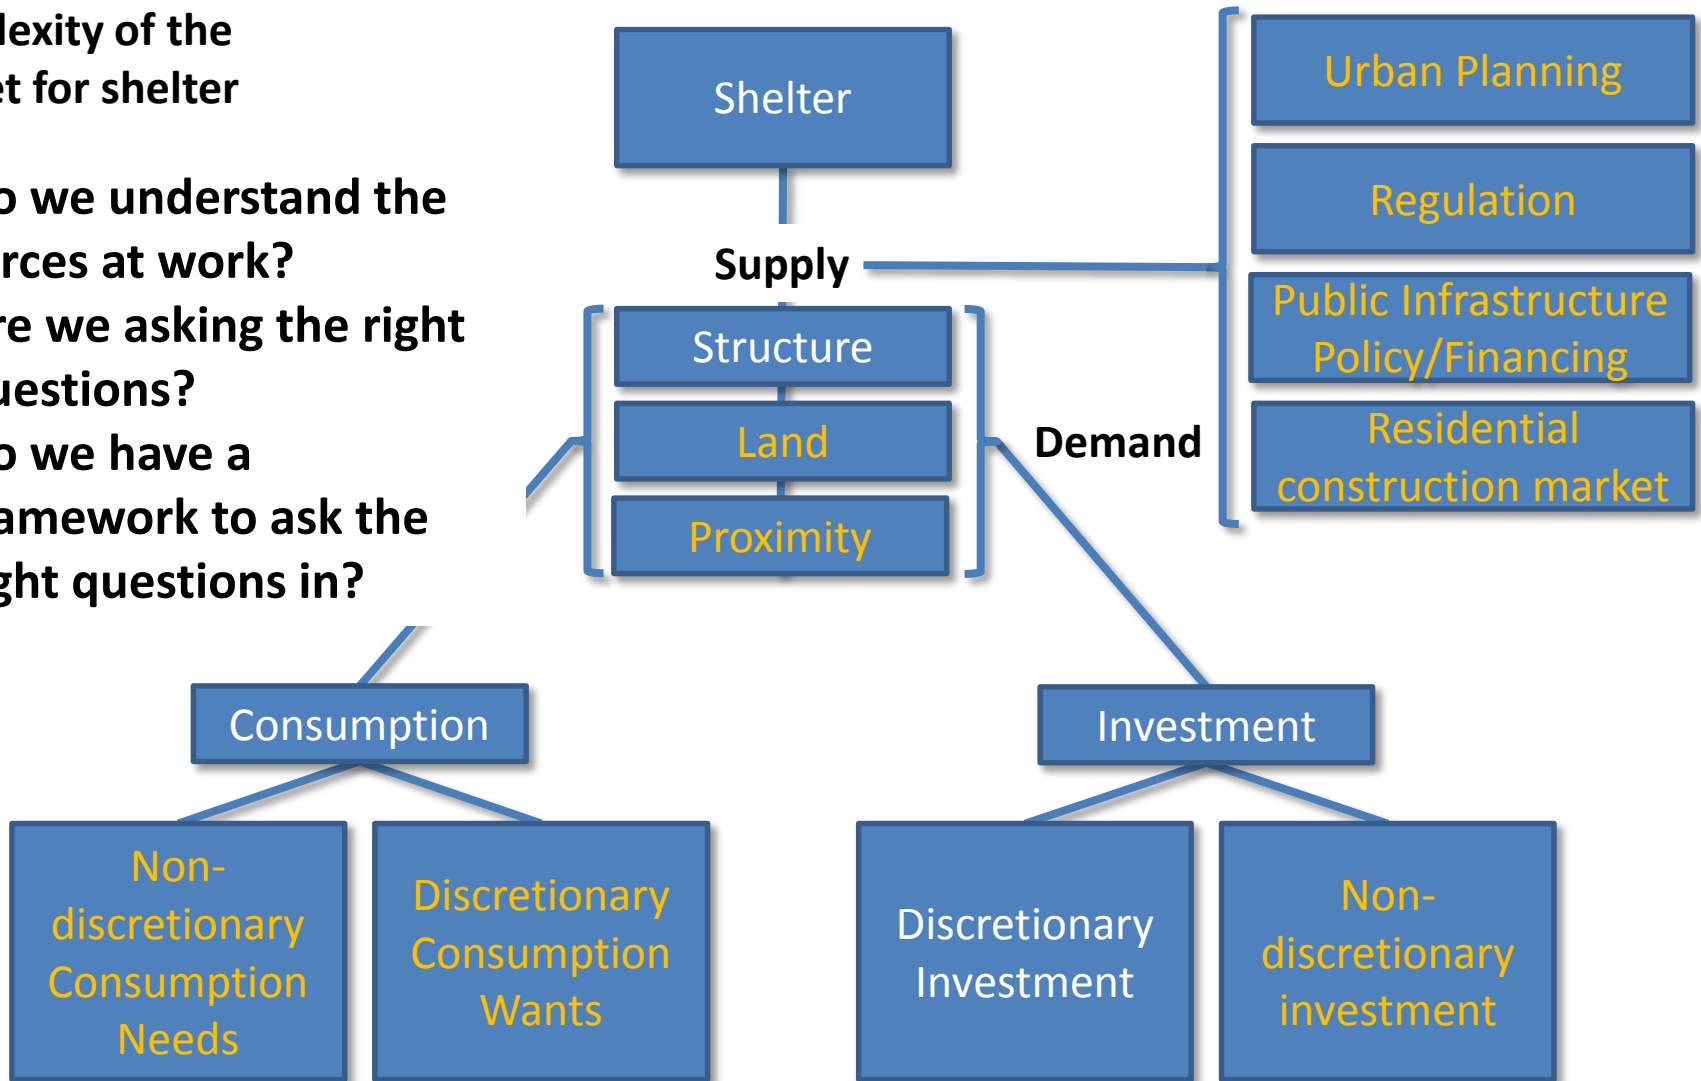 lexity of the
et for shelter
o we understand the
rces at work?
re we asking the right
uestions?
o we have a
amework to ask the
ght questions in?
Shelter
Supply
Structure
Land
Proximity
Demand
Urban Planning
Regulation
Public Infrastructure
Policy/Financing
Residential
construction market
Consumption
Investment
Non-
discretionary
Consumption
Needs
Discretionary
Consumption
Wants
Discretionary
Investment
Non-
discretionary
investment